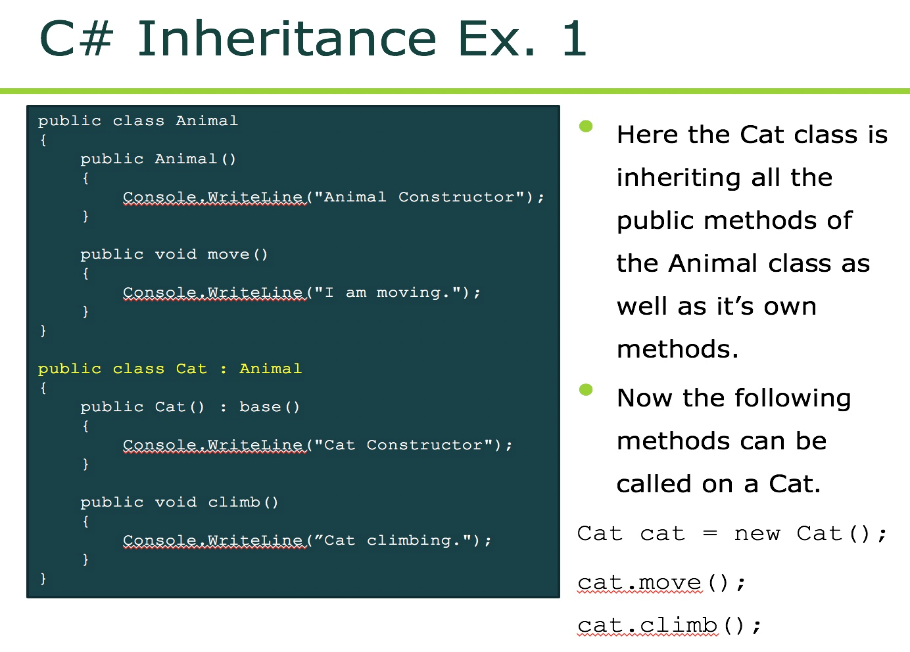 C# Inheritance Ex. 1
public class Animal
{
public Animal()
{
Console.WriteLine("Animal Constructor");
}
public void move()
{
Console.WriteLine("I am moving.");
}
}
public class Cat : Animal
{
public Cat() : base()
{
Console.WriteLine("Cat Constructor");
}
public void climb()
{
Console.WriteLine(”Cat climbing.");
}
}
Here the Cat class is
inheriting all the
public methods of
the Animal class as
well as it’s own
methods.
Now the following
methods can be
called on a Cat.
Cat cat = new Cat();
cat.move();
cat.climb();